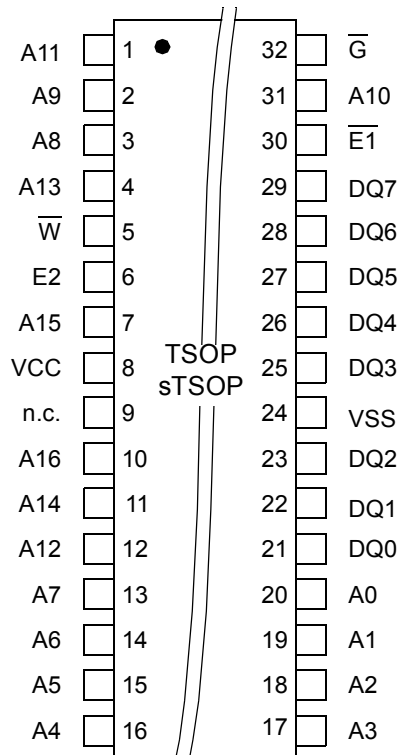 A11 1 32 G̅
A9 2 31 A10
A8 3 30 E̅1̅
A13 4 29 DQ7
W̅ 5 28 DQ6
E2 6 27 DQ5
A15 7 26 DQ4
VCC 8 TSOP 25 DQ3
sTSOP
n.c. 9 24 VSS
A16 10 23 DQ2
A14 11 22 DQ1
A12 12 21 DQ0
A7 13 20 A0
A6 14 19 A1
A5 15 18 A2
A4 16 17 A3